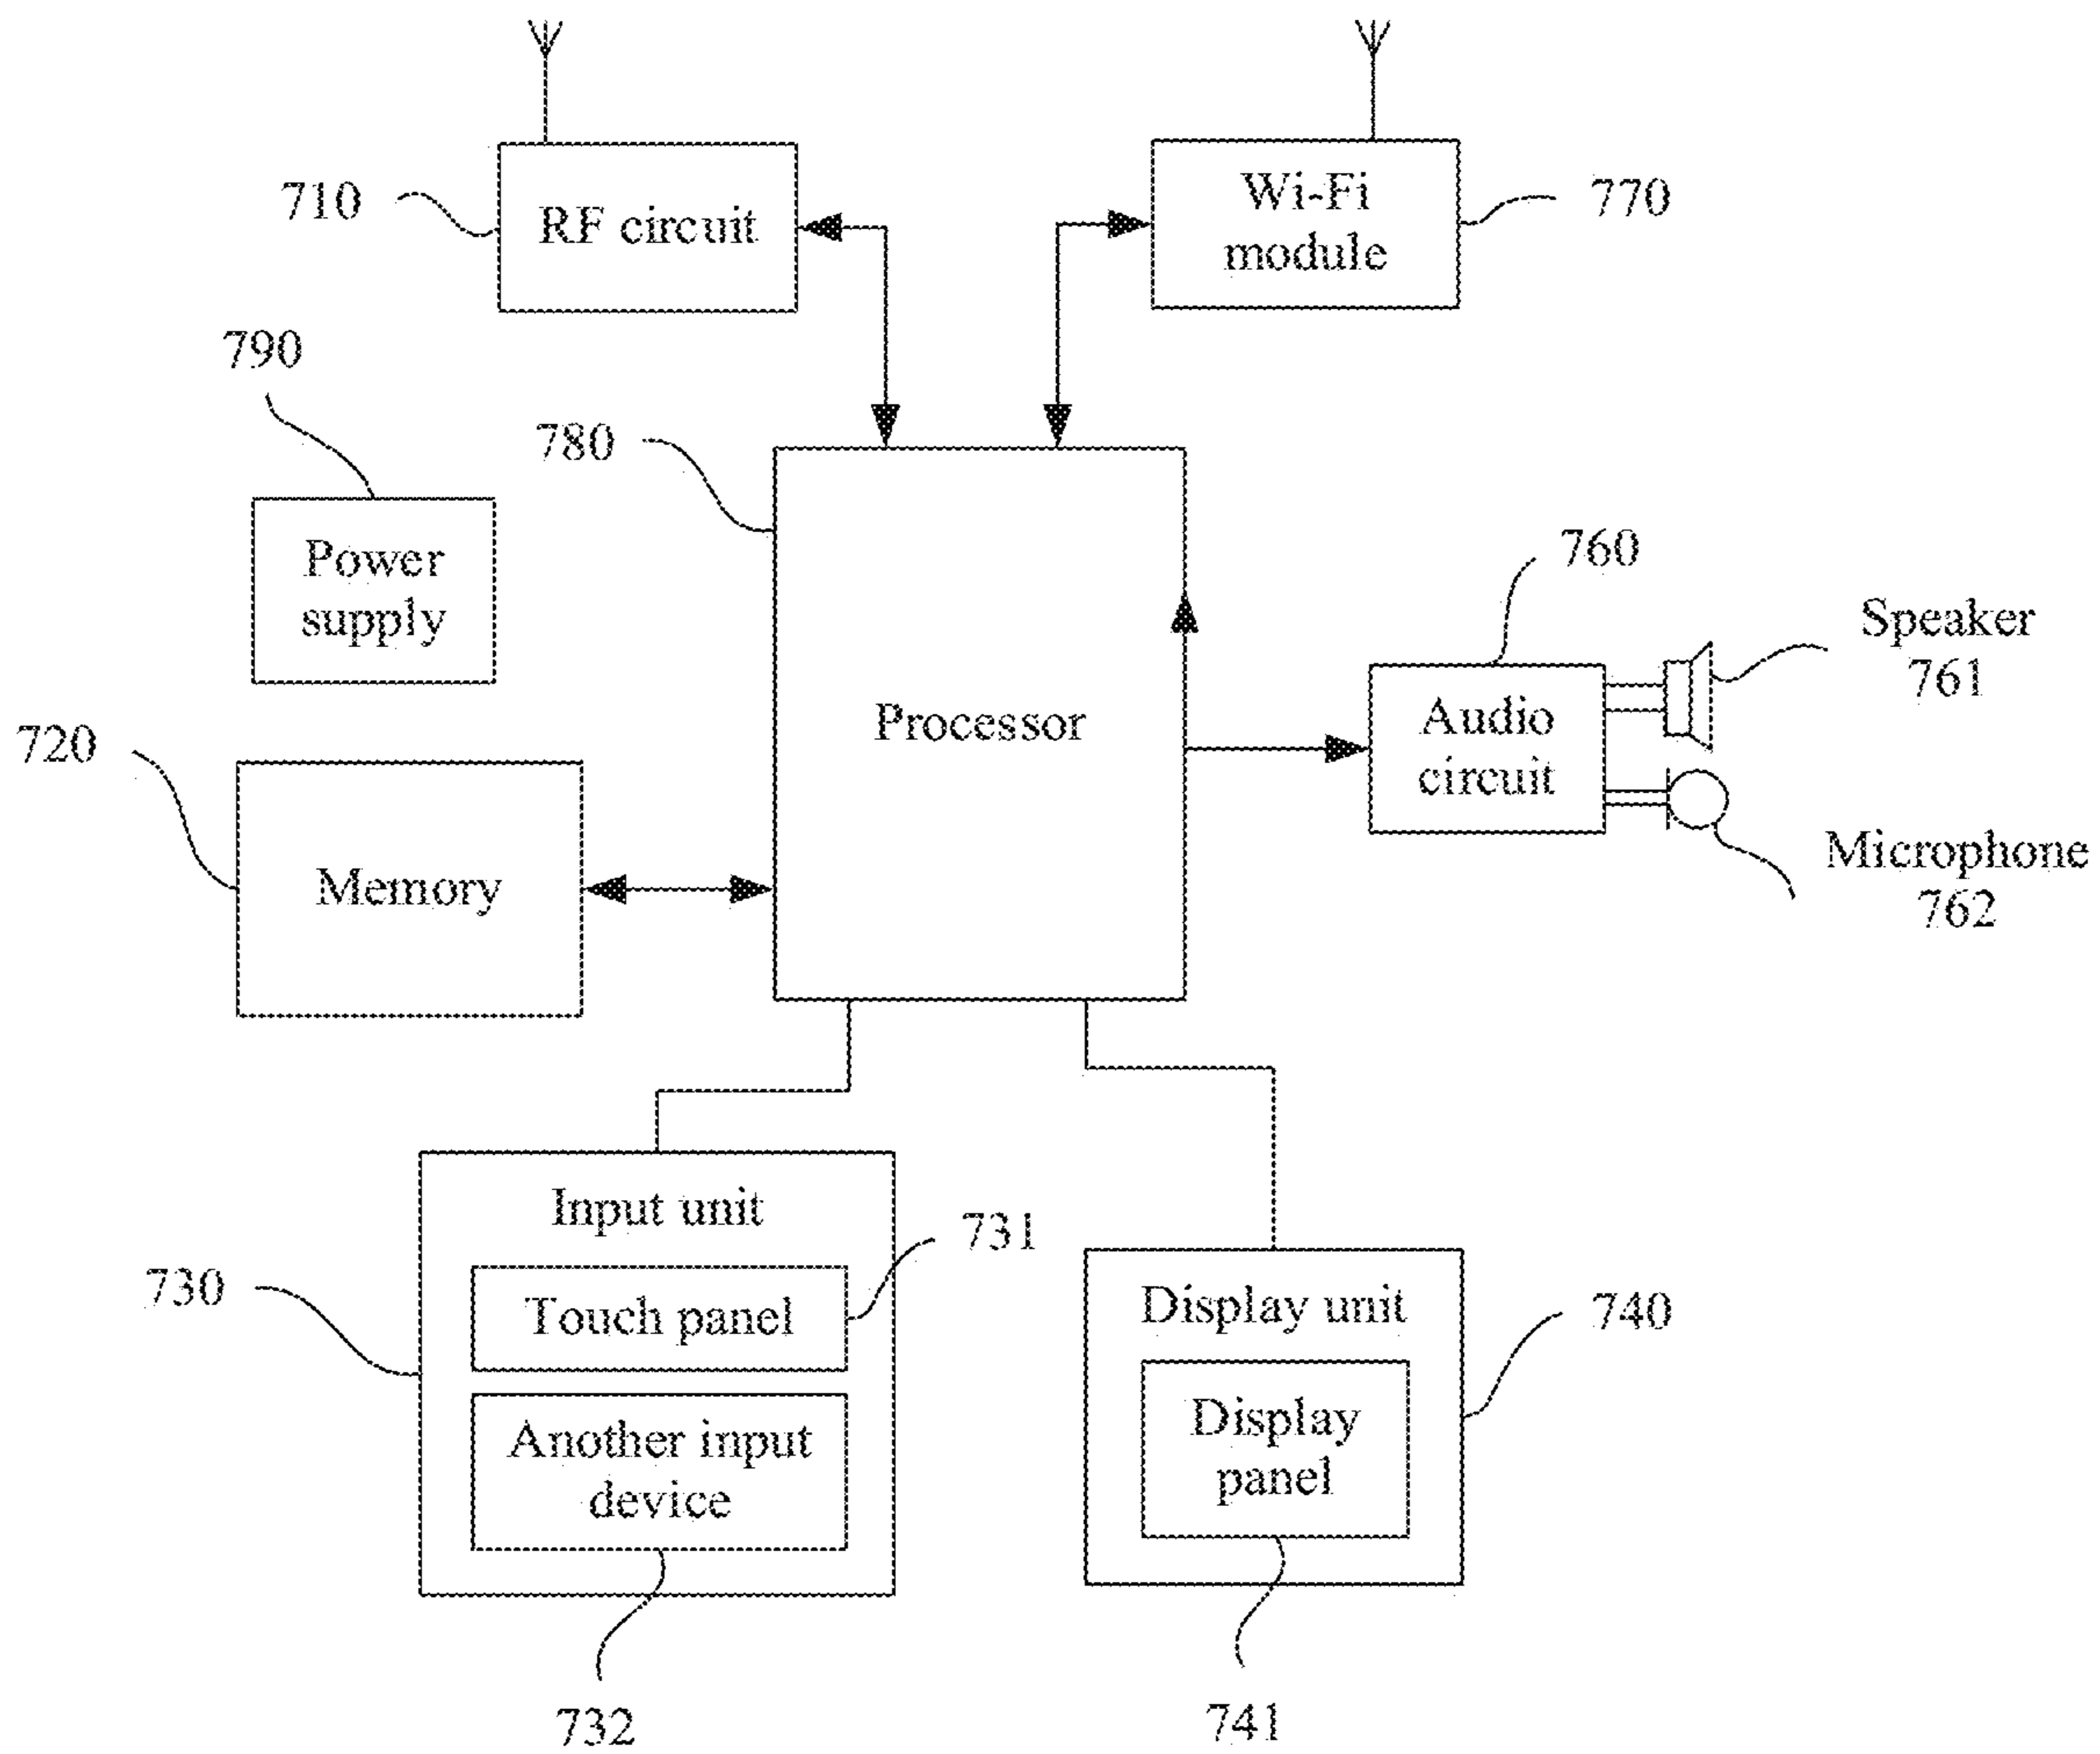 710
RF circuit
Wi-Fi
module
770
790
780
Power
supply
760
Speaker
761
720
Processor
Audio
circuit
Memory
Microphone
762
Input unit
731
730
Touch panel
Display unit
740
Another input
device
Display
panel
732
741